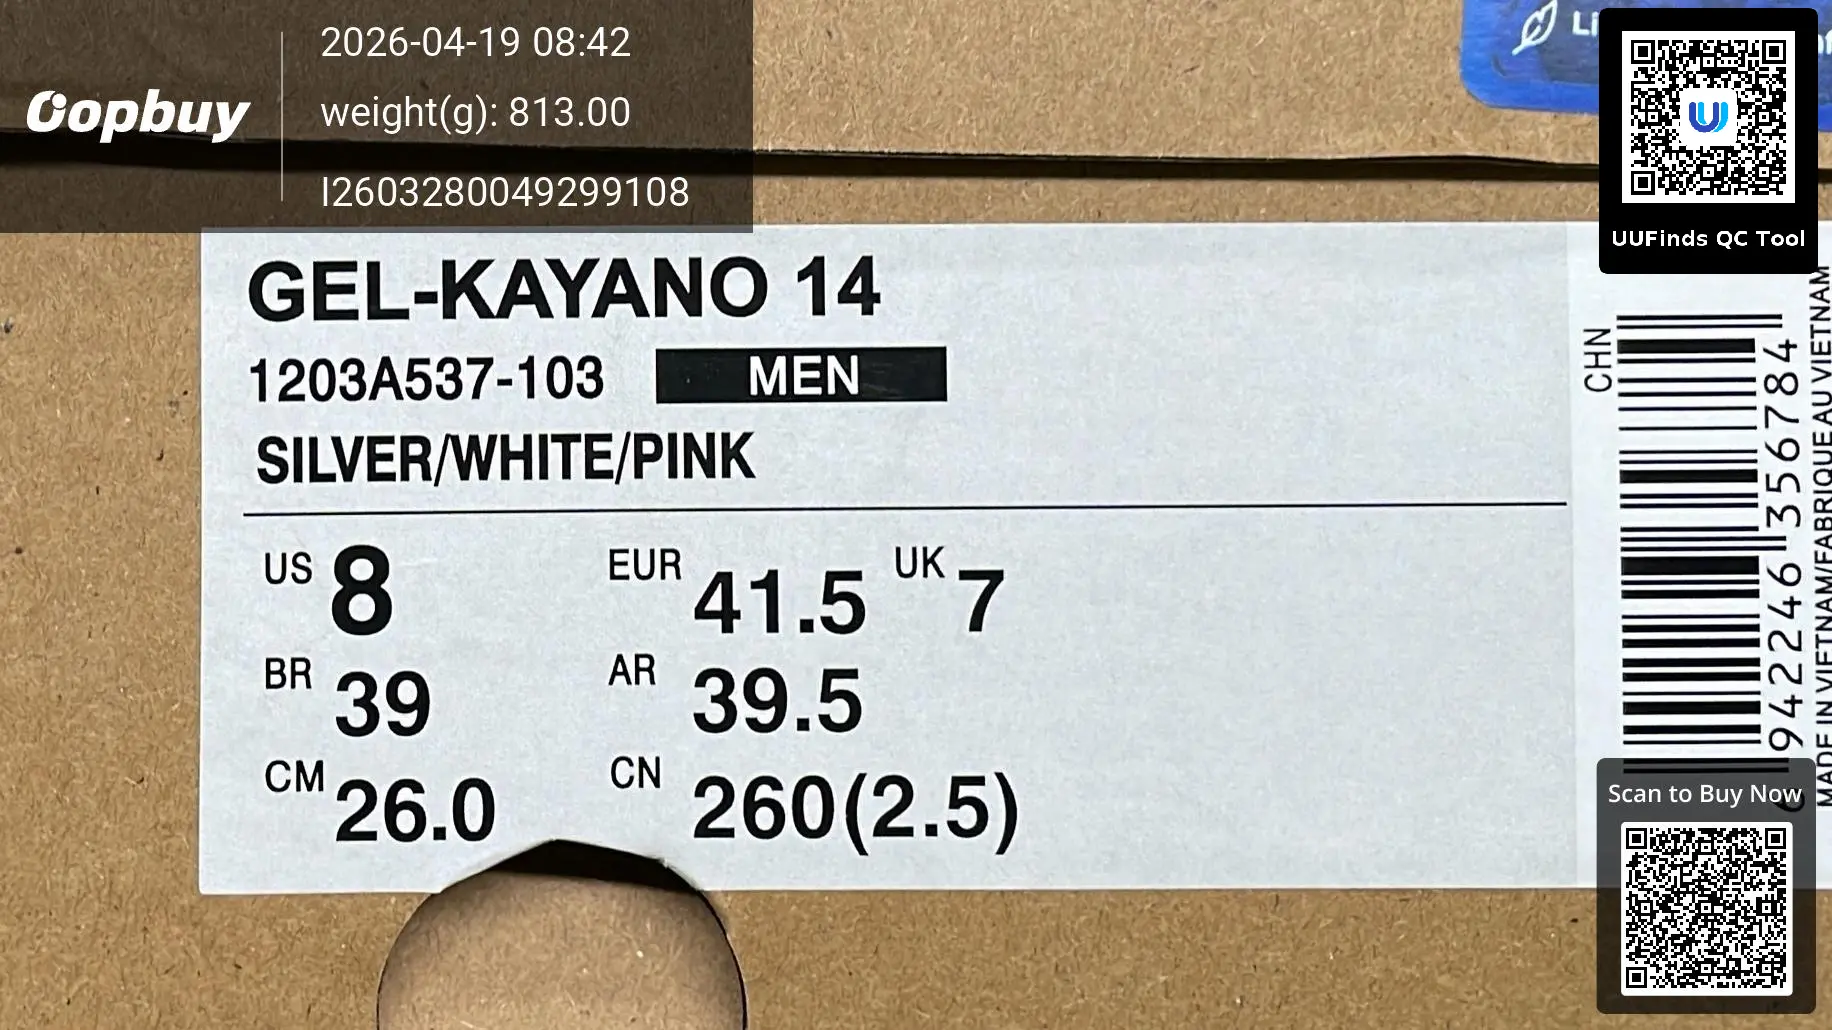 Oopbuy
2026-04-19 08:42
weight(g): 813.00
I2603280049299108
UUFinds QC Tool
GEL-KAYANO 14
1203A537-103 MEN
SILVER/WHITE/PINK
US 8 EUR 41.5 UK 7
BR 39 AR 39.5
CM 26.0 CN 260(2.5)
CHN
6942246356784
MADE IN VIETNAM/FABRIQUE AU VIETNAM
Scan to Buy Now